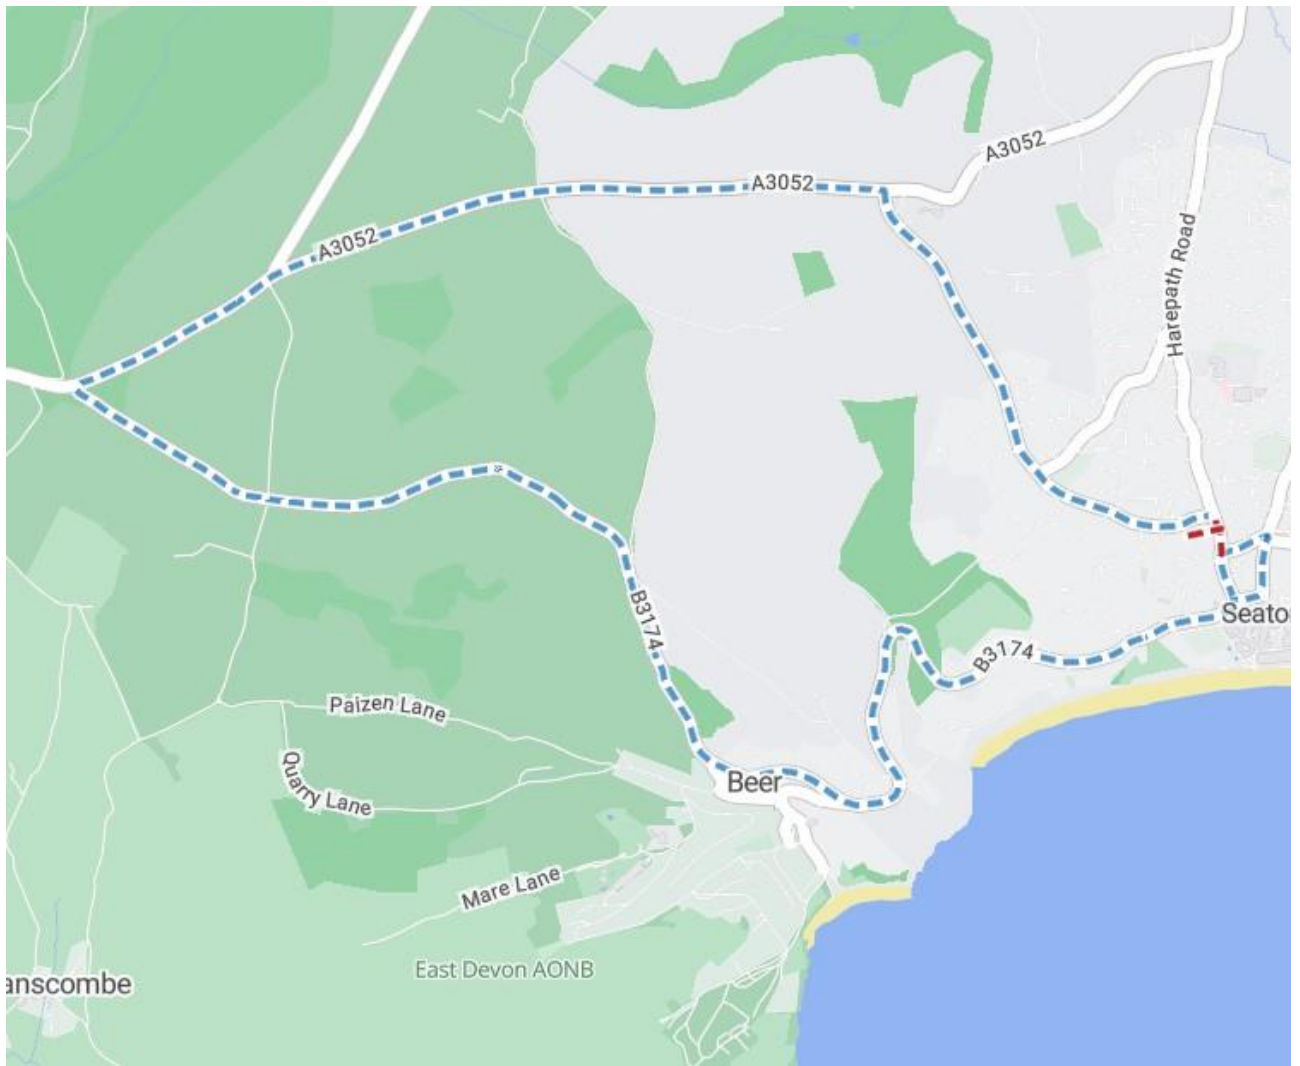 A3052
A3052
A3052
Harepath Road
B3174
B3174
Seato
Paizen Lane
Quarry Lane
Beer
Mare Lane
East Devon AONB
anscombe